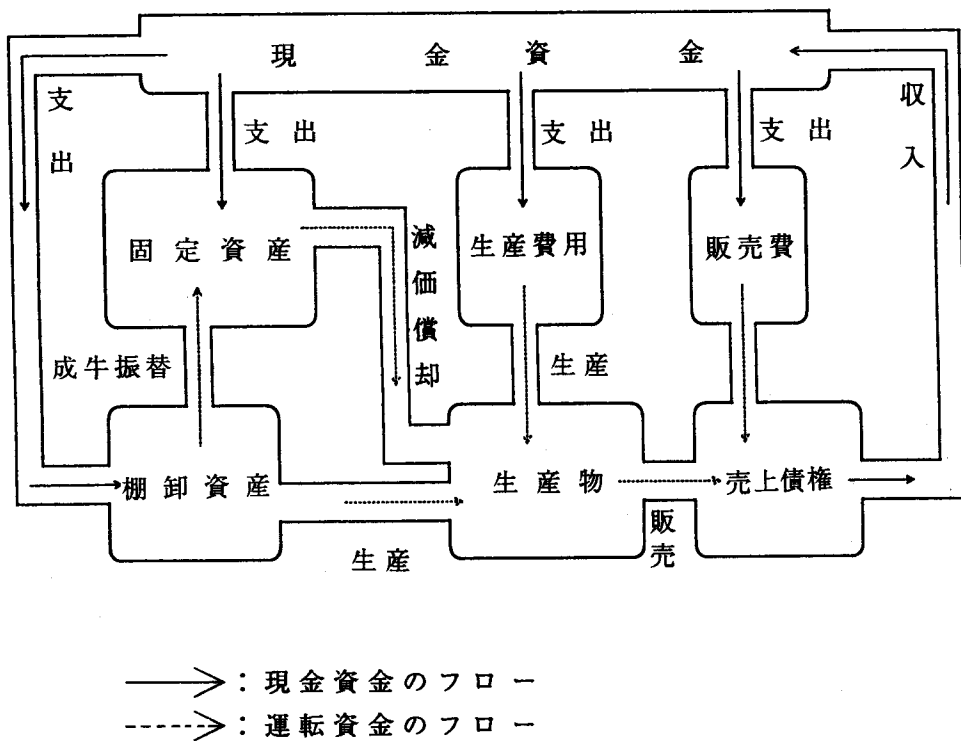 現金資金
支出
支出
支出
支出
収入
固定資産
減価償却
生産費用
販売費
成牛振替
生産
棚卸資産
生産物
売上債権
生産
販売
：現金資金のフロー
：運転資金のフロー